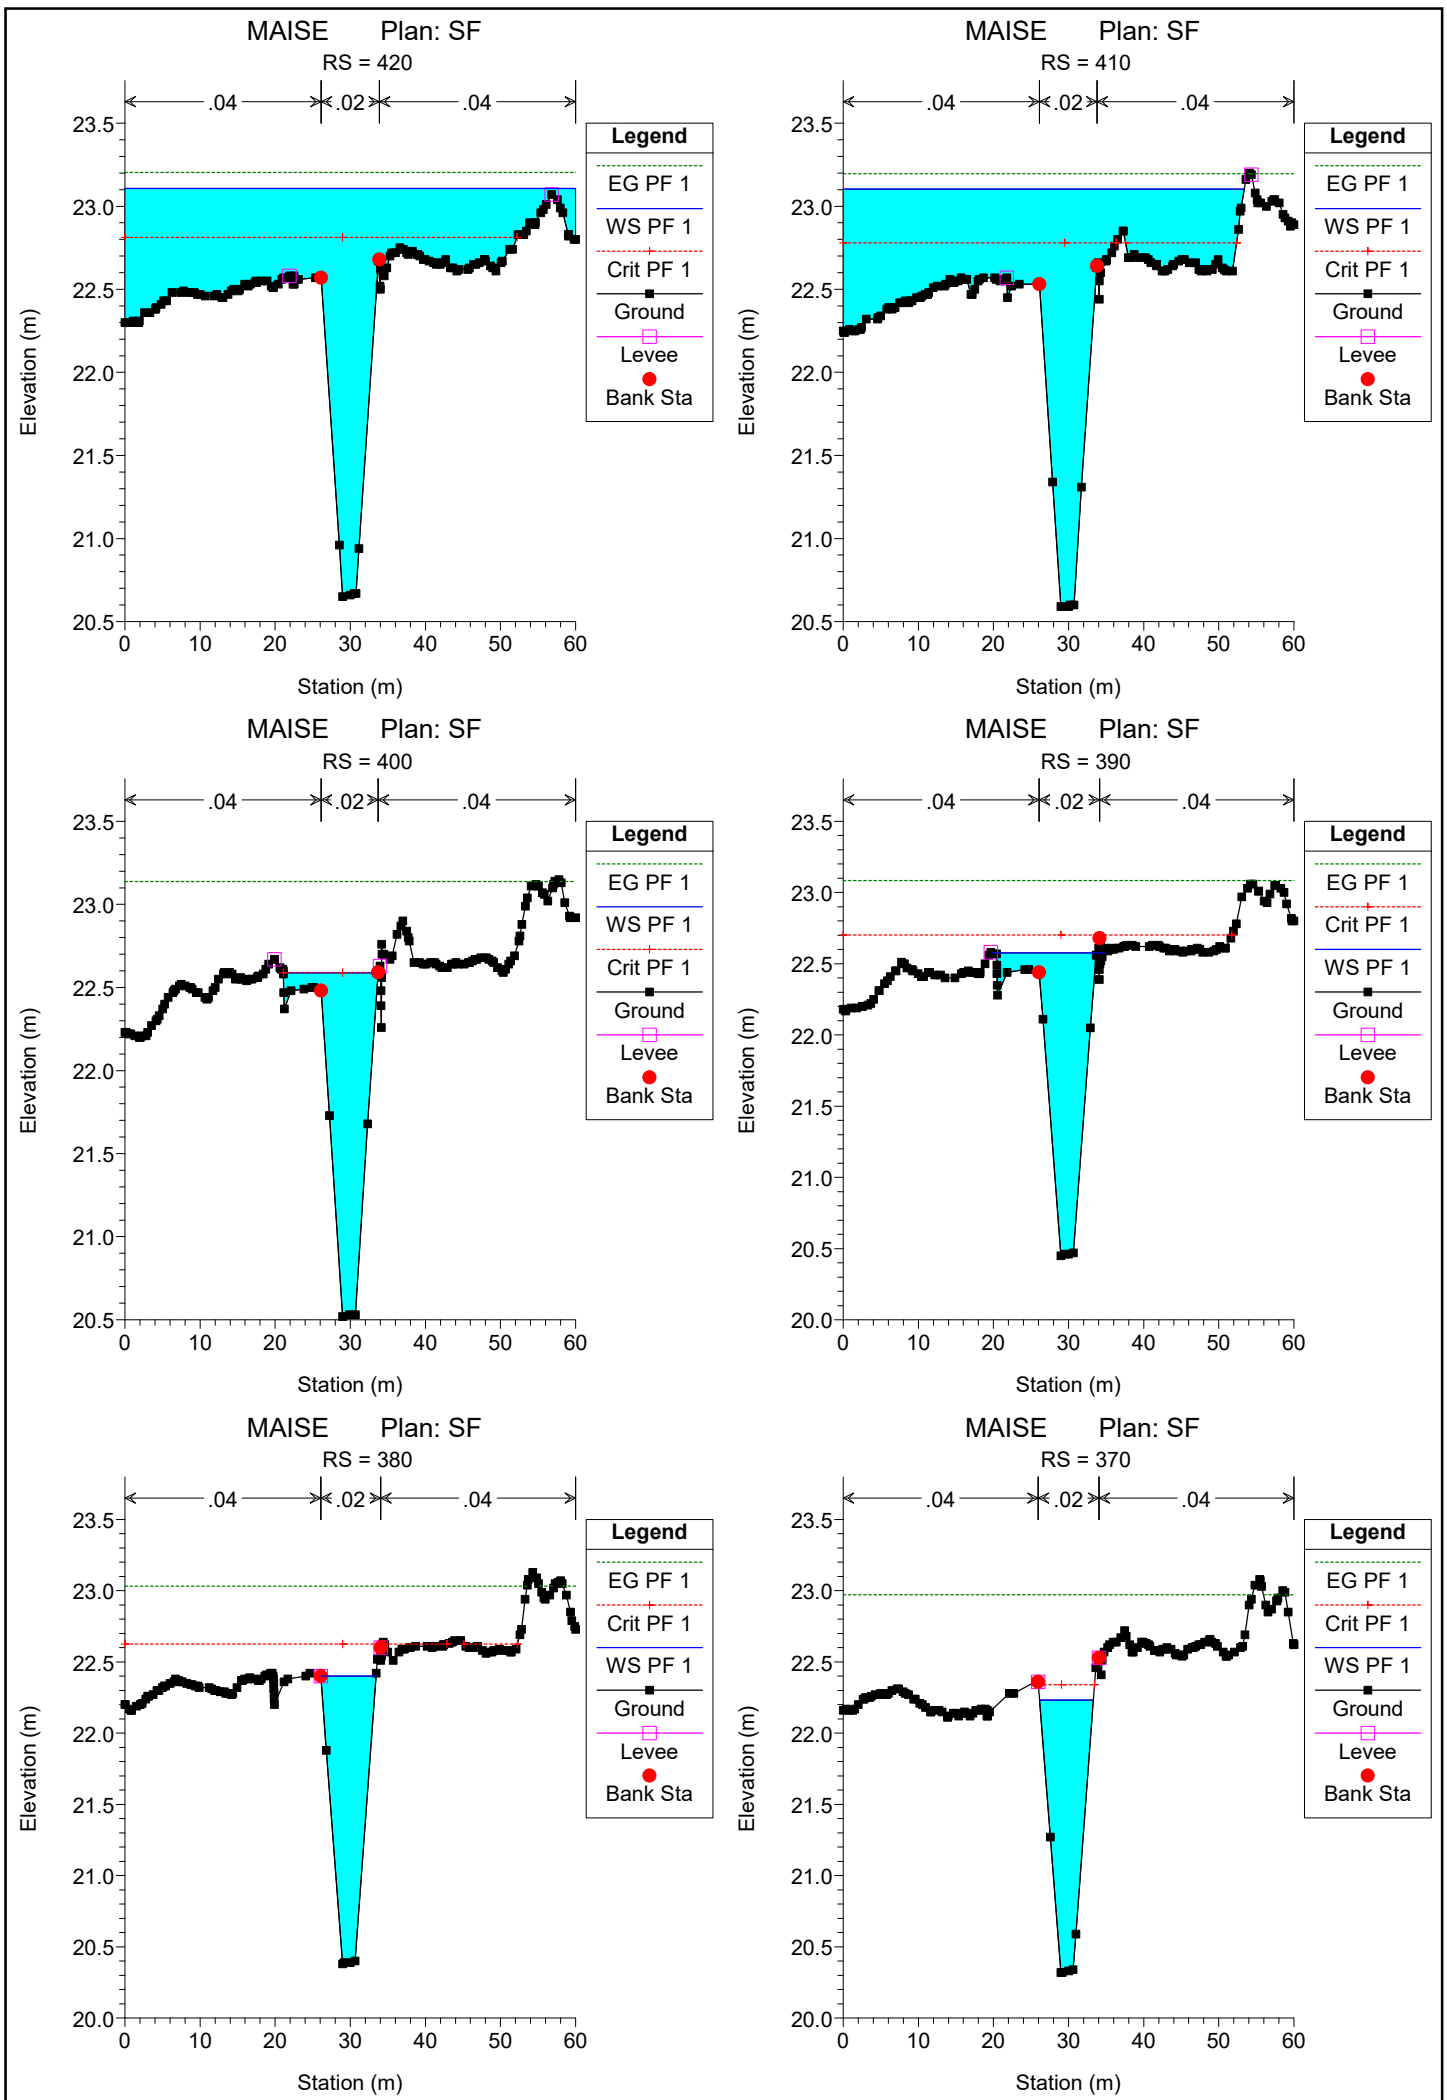 MAISE Plan: SF
RS = 420
.04 .02 .04
23.5
23.0
22.5
22.0
21.5
21.0
20.5
0 10 20 30 40 50 60
Station (m)
Elevation (m)
Legend
EG PF 1
WS PF 1
Crit PF 1
Ground
Levee
Bank Sta
MAISE Plan: SF
RS = 410
.04 .02 .04
23.5
23.0
22.5
22.0
21.5
21.0
20.5
0 10 20 30 40 50 60
Station (m)
Elevation (m)
Legend
EG PF 1
WS PF 1
Crit PF 1
Ground
Levee
Bank Sta
MAISE Plan: SF
RS = 400
.04 .02 .04
23.5
23.0
22.5
22.0
21.5
21.0
20.5
0 10 20 30 40 50 60
Station (m)
Elevation (m)
Legend
EG PF 1
WS PF 1
Crit PF 1
Ground
Levee
Bank Sta
MAISE Plan: SF
RS = 390
.04 .02 .04
23.5
23.0
22.5
22.0
21.5
21.0
20.5
20.0
0 10 20 30 40 50 60
Station (m)
Elevation (m)
Legend
EG PF 1
Crit PF 1
WS PF 1
Ground
Levee
Bank Sta
MAISE Plan: SF
RS = 380
.04 .02 .04
23.5
23.0
22.5
22.0
21.5
21.0
20.5
20.0
0 10 20 30 40 50 60
Station (m)
Elevation (m)
Legend
EG PF 1
Crit PF 1
WS PF 1
Ground
Levee
Bank Sta
MAISE Plan: SF
RS = 370
.04 .02 .04
23.5
23.0
22.5
22.0
21.5
21.0
20.5
20.0
0 10 20 30 40 50 60
Station (m)
Elevation (m)
Legend
EG PF 1
Crit PF 1
WS PF 1
Ground
Levee
Bank Sta